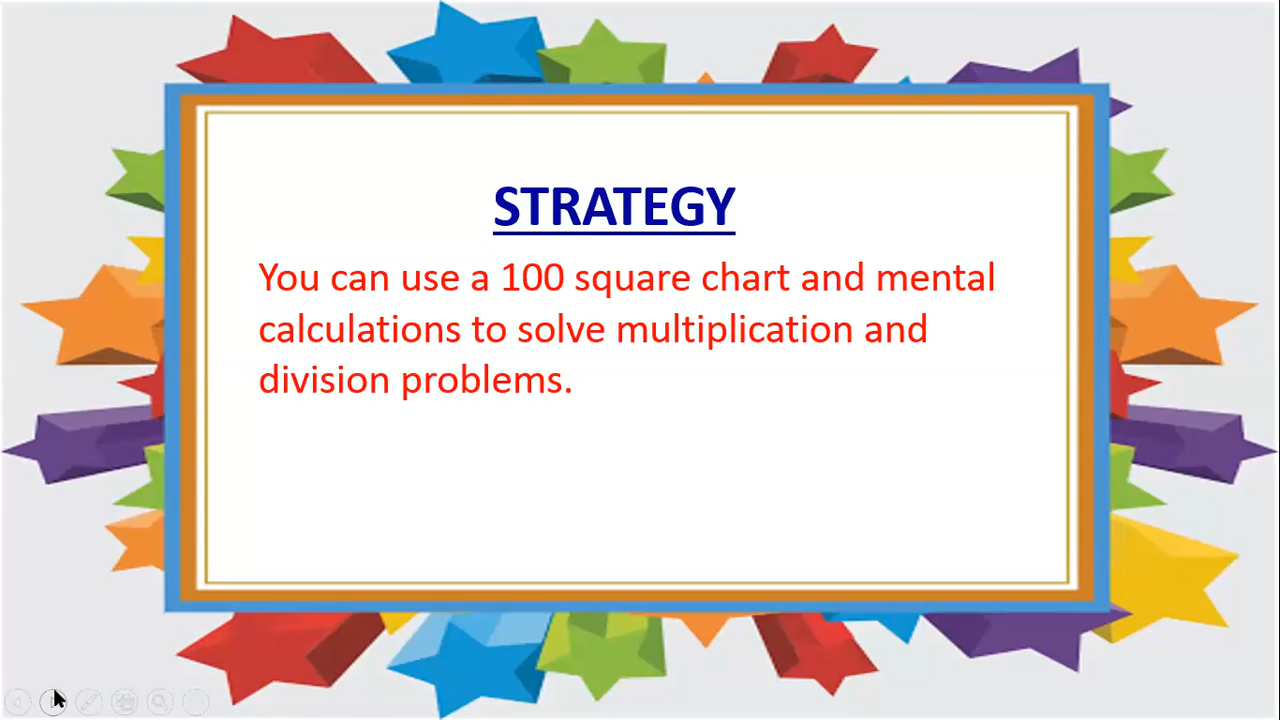 STRATEGY
You can use a 100 square chart and mental
calculations to solve multiplication and
division problems.